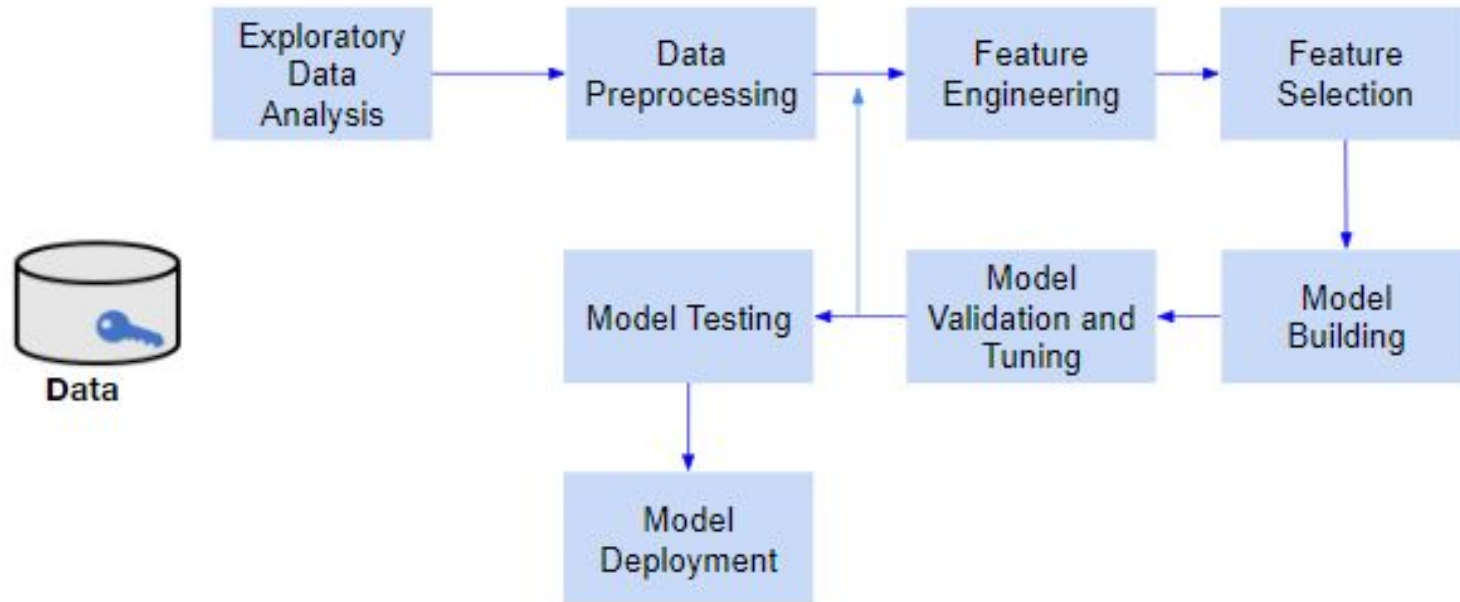 Exploratory
Data
Analysis
Data
Preprocessing
Feature
Engineering
Feature
Selection
Data
Model Testing
Model
Validation and
Tuning
Model
Building
Model
Deployment